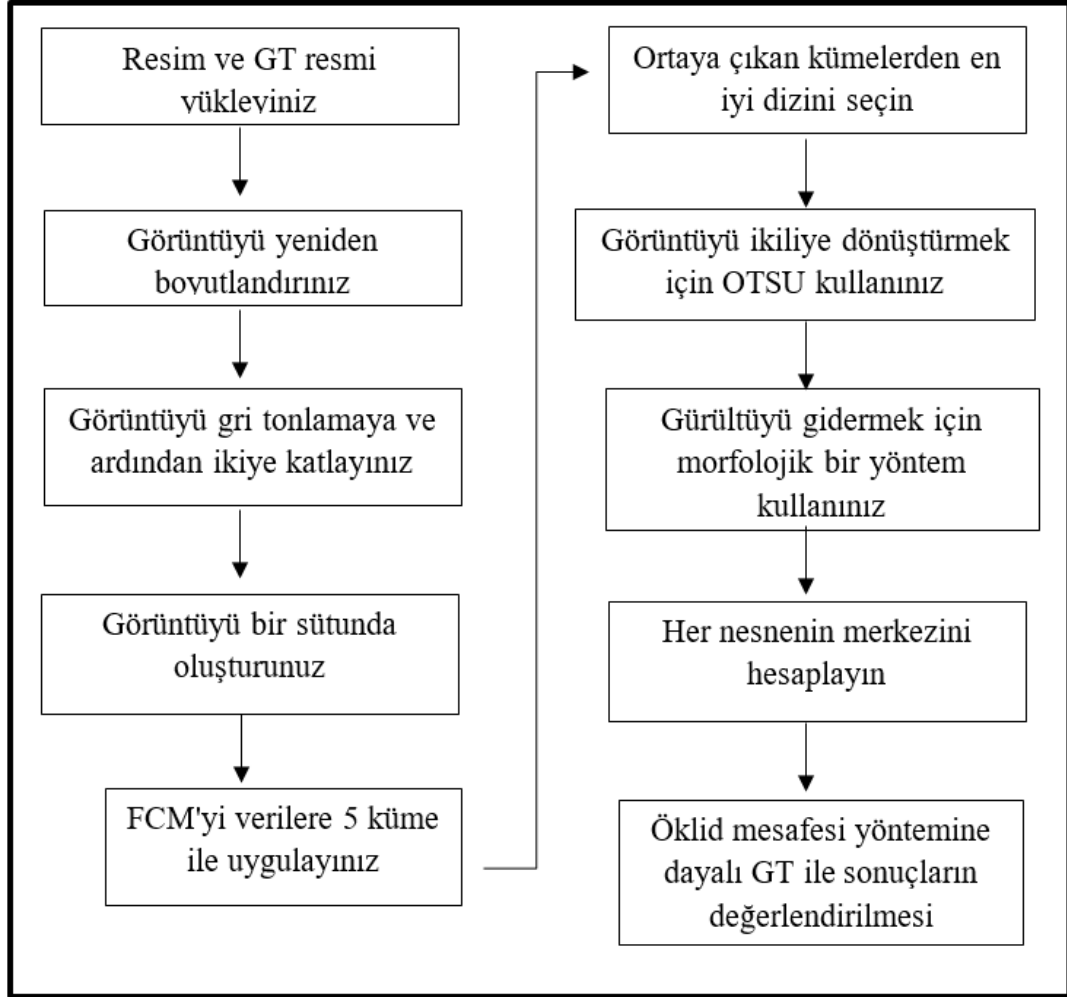 Resim ve GT resmi
yükleyiniz
Görüntüyü yeniden
boyutlandırınız
Görüntüyü gri tonlamaya ve
ardından ikiye katlayınız
Görüntüyü bir sütunda
oluşturunuz
FCM'yi verilere 5 küme
ile uygulayınız
Ortaya çıkan kümelerden en
iyi dizini seçin
Görüntüyü ikiliye dönüştürmek
için OTSU kullanınız
Gürültüyü gidermek için
morfolojik bir yöntem
kullanınız
Her nesnenin merkezini
hesaplayın
Öklid mesafesi yöntemine
dayalı GT ile sonuçların
değerlendirilmesi